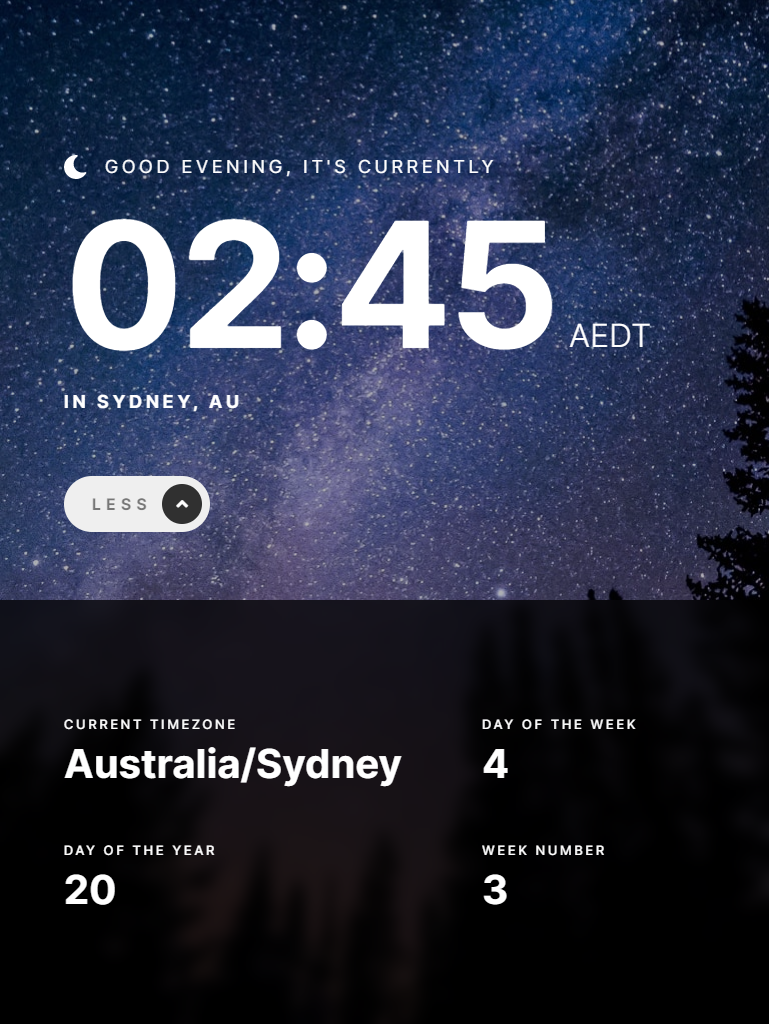 GOOD EVENING, IT'S CURRENTLY
02:45 AEDT
IN SYDNEY, AU
LESS
CURRENT TIMEZONE
Australia/Sydney
DAY OF THE WEEK
4
DAY OF THE YEAR
20
WEEK NUMBER
3